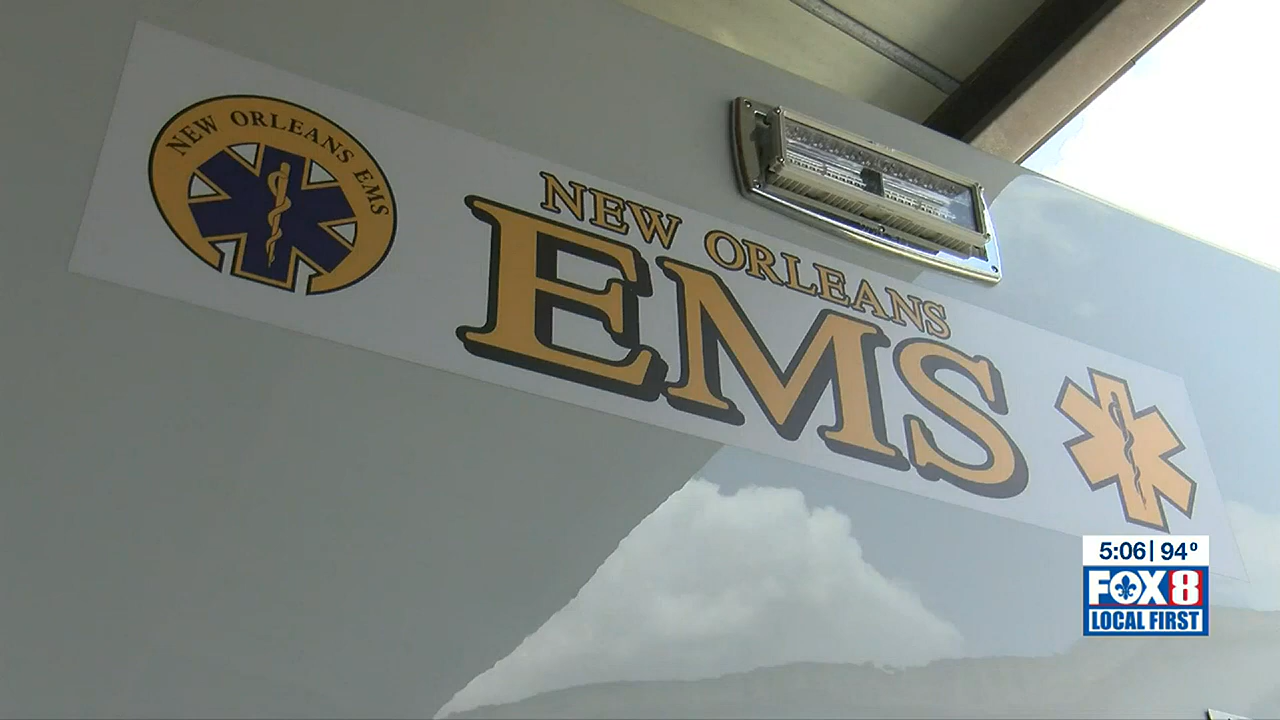 NEW ORLEANS EMS
NEW ORLEANS
EMS
5:06| 94°
FOX 8
LOCAL FIRST